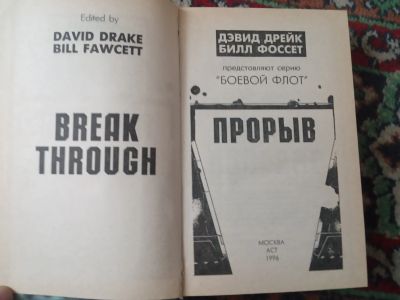 Edited by
DAVID DRAKE
BILL FAWCETT
BREAK
THROUGH
ДЭВИД ДРЕЙК
БИЛЛ ФОССЕТ
представляют серию
"БОЕВОЙ ФЛОТ"
ПРОРЫВ
МОСКВА
АСТ
1996